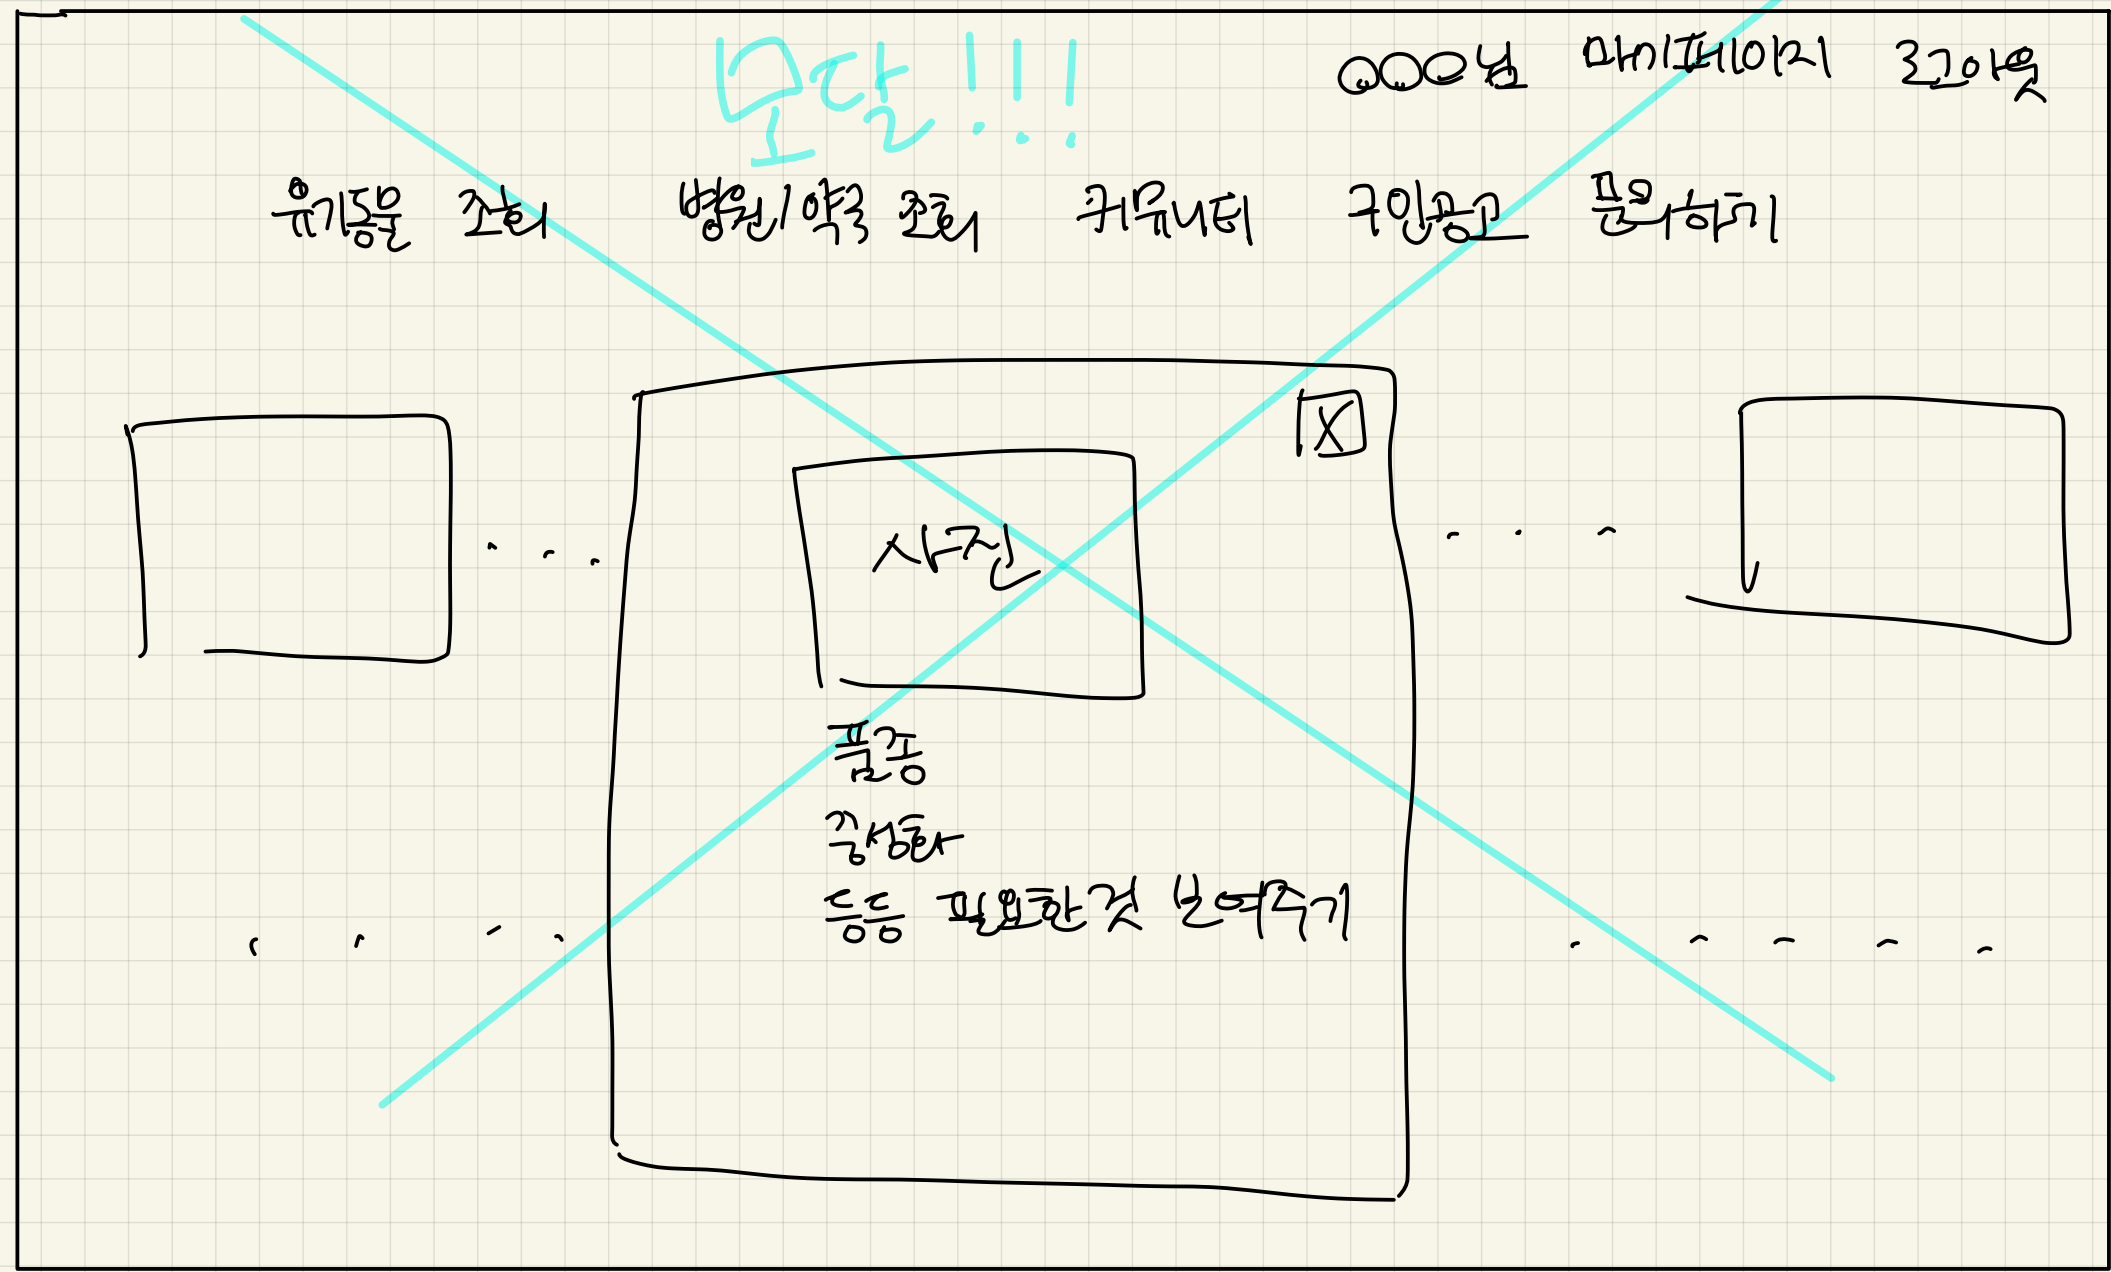 모달!!!
OOO님 마이페이지 로그아웃
유기동물 조회 병원/약국 조회 커뮤니티 구인공고 문의하기
X
사진
품종
중성화
등등 필요한것 보여주기